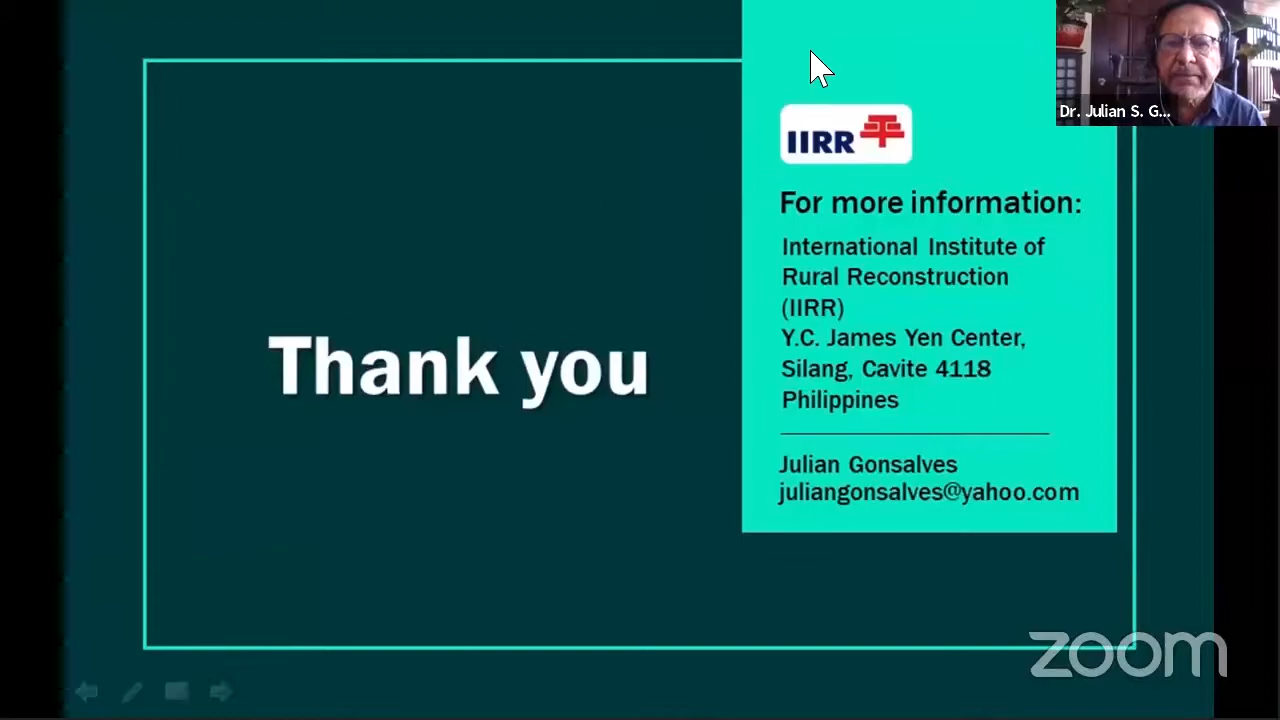 Thank you
IIRR
For more information:
International Institute of
Rural Reconstruction
(IIRR)
Y.C. James Yen Center,
Silang, Cavite 4118
Philippines
Julian Gonsalves
juliangonsalves@yahoo.com
Dr. Julian S. G...
zoom